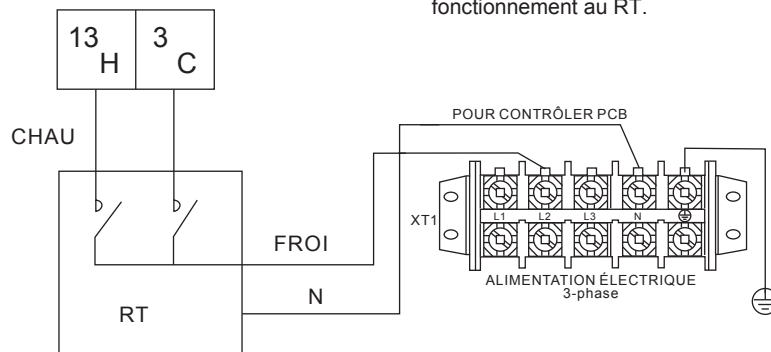 fonctionnement au RT.
13 3
H C
POUR CONTRÔLER PCB
CHAU
XT1
L1 L2 L3 N
FROI
ALIMENTATION ÉLECTRIQUE
3-phase
N
RT